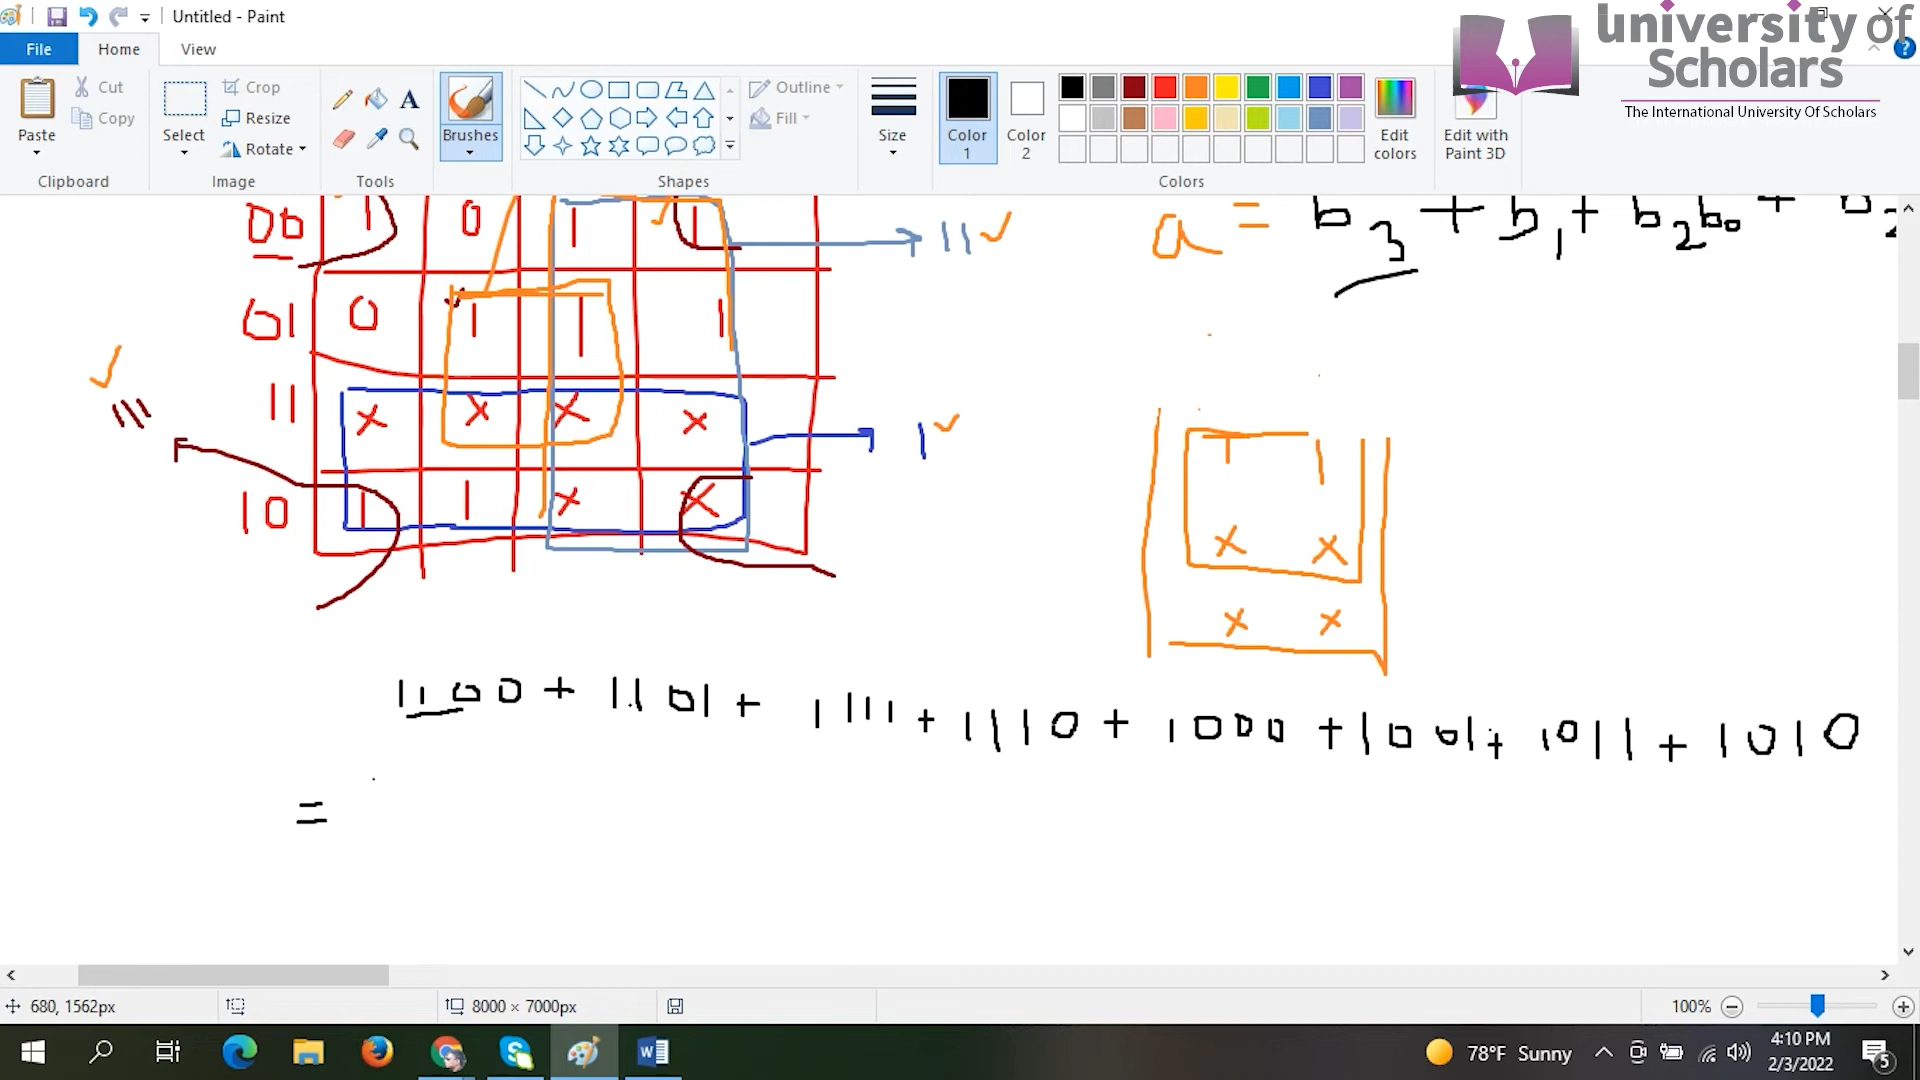 Untitled - Paint
university of
Scholars
The International University Of Scholars
File Home View
Paste
Cut
Copy
Clipboard
Select
Crop
Resize
Rotate
Image
Tools
Brushes
Shapes
Outline
Fill
Size
Color 1
Color 2
Colors
Edit colors
Edit with Paint 3D
00 1 0 1 1 11
a = b3 + b1 + b2b0 +
01 0 1 1 1
11 x x x x 1
111
10 1 1 x x
1 1
x x
x x
1100 + 1101 + 1111 + 1110 + 1000 + 1001 + 1011 + 1010
=
680, 1562px
8000 × 7000px
100%
78°F Sunny
4:10 PM
2/3/2022
5